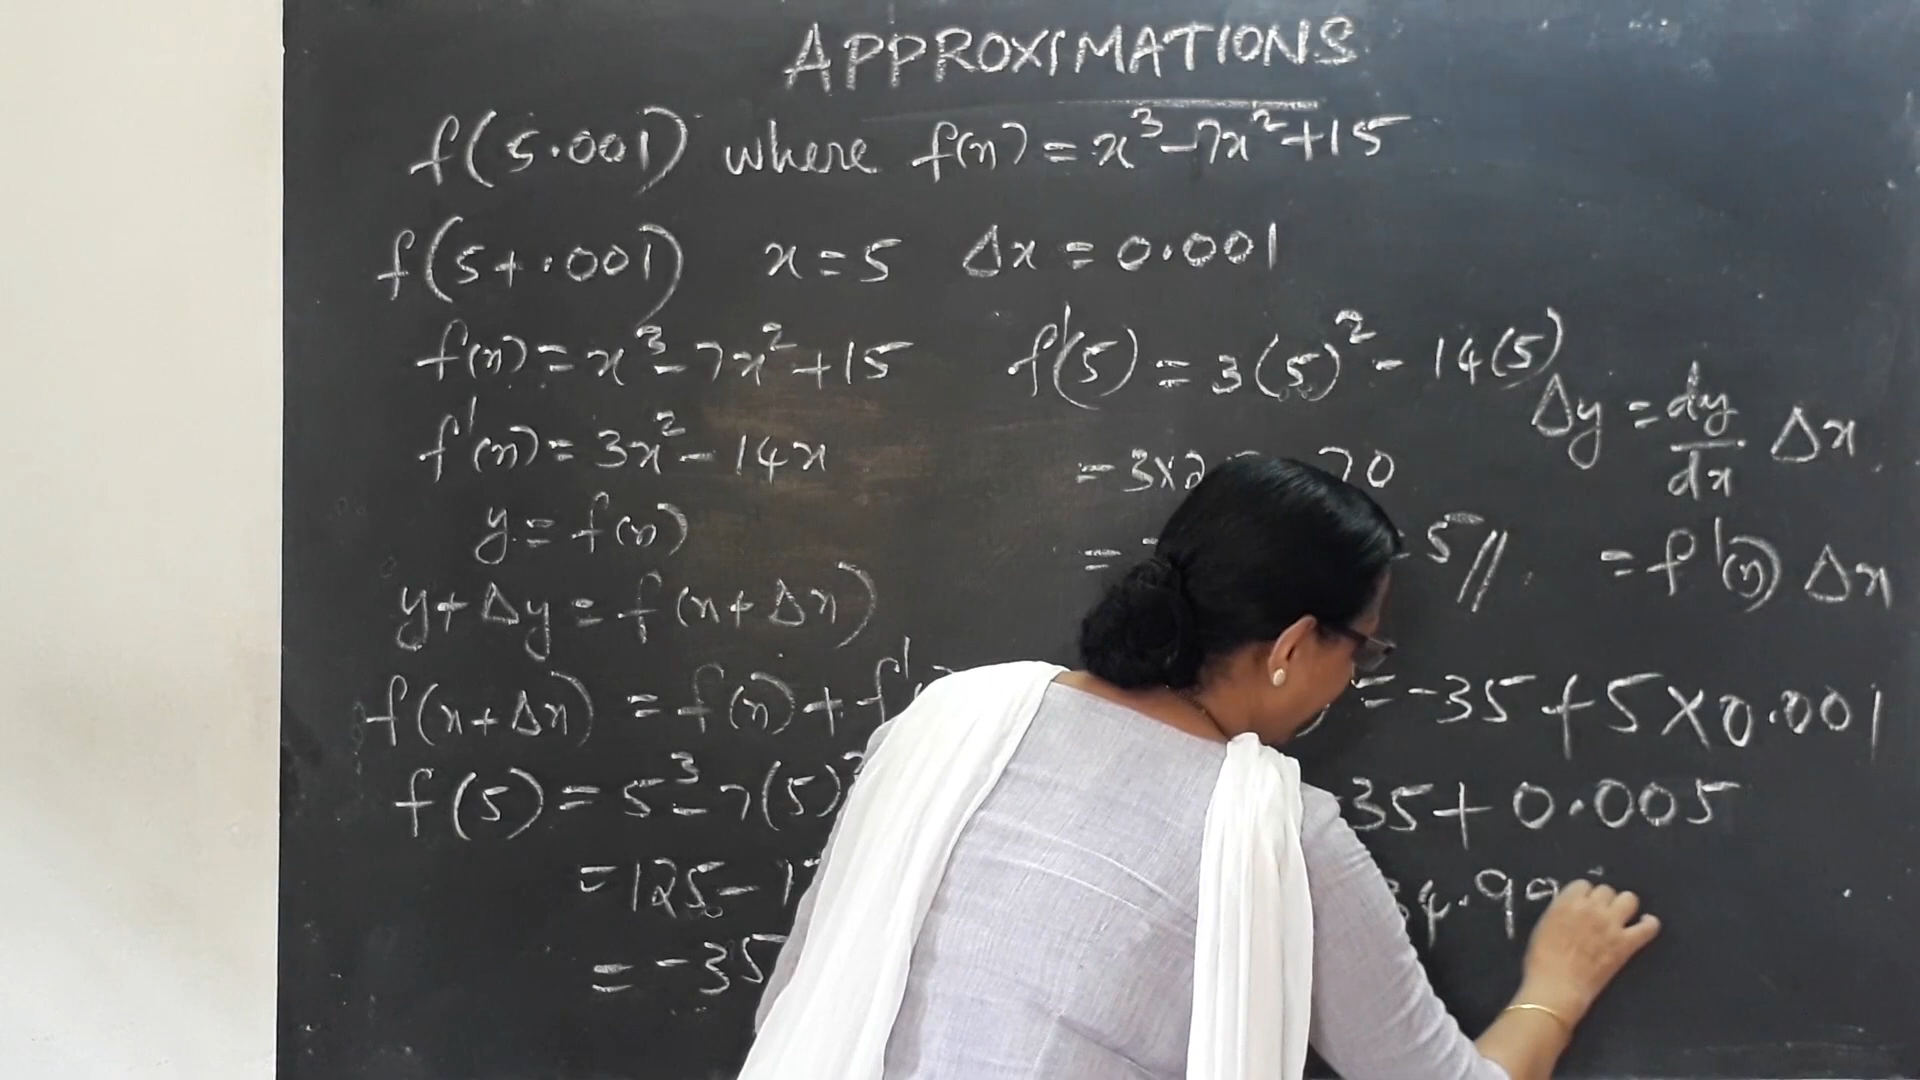 APPROXIMATIONS
f(5.001) where f(x) = x³-7x²+15
f(5+.001) x=5 Δx = 0.001
f(x) = x³-7x²+15
f'(x) = 3x²-14x
y = f(x)
y+Δy = f(x+Δx)
f(x+Δx) = f(x)+f'
f(5) = 5³-7(5)
=125-1
= -35
f'(5) = 3(5)² - 14(5)
= 3x2 70
= 5//
Δy = dy/dx Δx
= f'(x) Δx
= -35+5×0.001
35+0.005
34.99